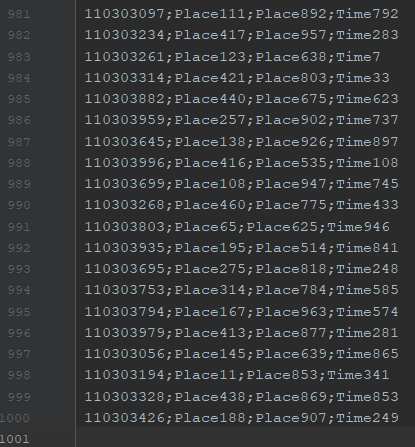 981 110303097;Place111;Place892;Time792
982 110303234;Place417;Place957;Time283
983 110303261;Place123;Place638;Time7
984 110303314;Place421;Place803;Time33
985 110303882;Place440;Place675;Time623
986 110303959;Place257;Place902;Time737
987 110303645;Place138;Place926;Time897
988 110303996;Place416;Place535;Time108
989 110303699;Place108;Place947;Time745
990 110303268;Place460;Place775;Time433
991 110303803;Place65;Place625;Time946
992 110303935;Place195;Place514;Time841
993 110303695;Place275;Place818;Time248
994 110303753;Place314;Place784;Time585
995 110303794;Place167;Place963;Time574
996 110303979;Place413;Place877;Time281
997 110303056;Place145;Place639;Time865
998 110303194;Place11;Place853;Time341
999 110303328;Place438;Place869;Time853
1000 110303426;Place188;Place907;Time249
1001